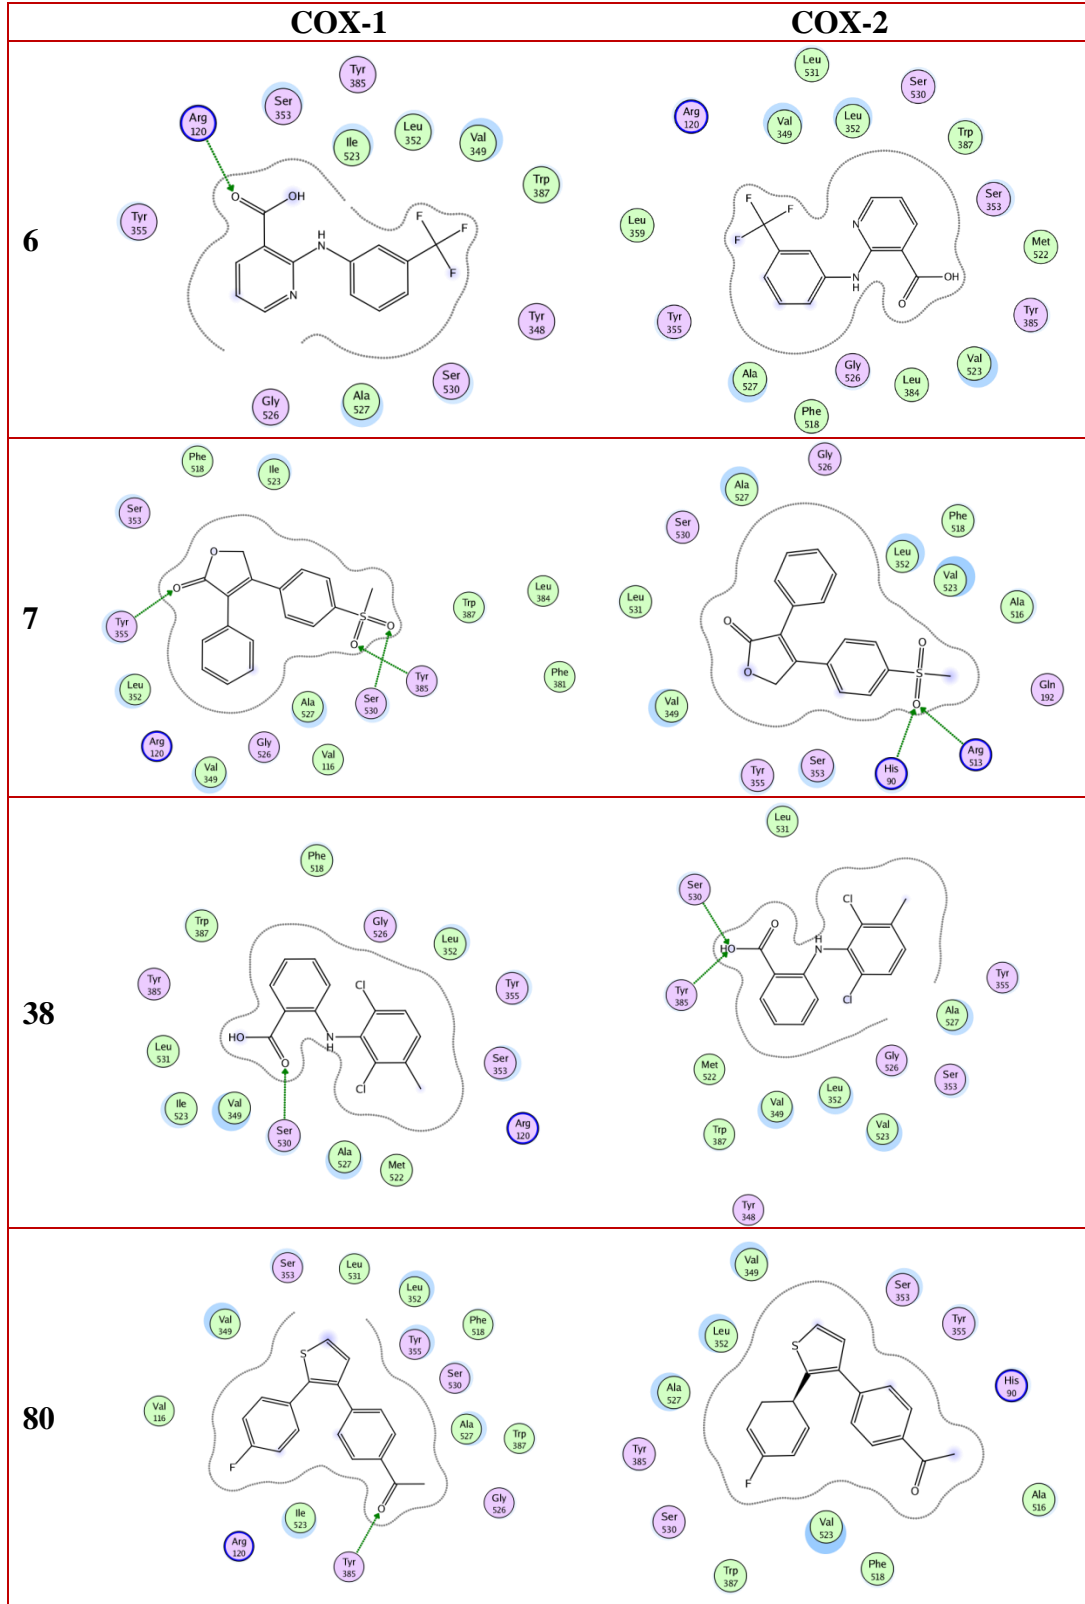 COX-1 COX-2
6
Tyr 385
Ser 353
Arg 120
Leu 352
Val 349
Ile 523
Trp 387
Tyr 355
O
OH
H
N
N
F
F
F
Tyr 348
Ser 530
Ala 527
Gly 526
Leu 531
Ser 530
Arg 120
Val 349
Leu 352
Trp 387
Ser 353
Leu 359
Met 522
F
F
F
N
N
H
O
OH
Tyr 355
Tyr 385
Ala 527
Gly 526
Leu 384
Val 523
Phe 518
7
Phe 518
Ile 523
Ser 353
O
O
S
O
O
Leu 384
Trp 387
Tyr 355
Tyr 385
Phe 381
Leu 352
Ala 527
Ser 530
Arg 120
Gly 526
Val 116
Val 349
Gly 526
Ala 527
Ser 530
Phe 518
Leu 352
Val 523
Leu 531
Ala 516
O
O
O
S
O
Gln 192
Val 349
Arg 513
Tyr 355
Ser 353
His 90
38
Phe 518
Trp 387
Gly 526
Leu 352
Tyr 385
Tyr 355
Cl
HO
O
N
H
Cl
Leu 531
Ser 353
Ile 523
Val 349
Ser 530
Arg 120
Ala 527
Met 522
Leu 531
Ser 530
Cl
O
HO
H
N
Cl
Tyr 385
Tyr 355
Ala 527
Met 522
Gly 526
Ser 353
Val 349
Leu 352
Val 523
Trp 387
Tyr 348
80
Ser 353
Leu 531
Leu 352
Val 349
Phe 518
Tyr 355
S
Ser 530
Val 116
Ala 527
Trp 387
F
O
Gly 526
Ile 523
Arg 120
Tyr 385
Val 349
Ser 353
Leu 352
Tyr 355
S
Ala 527
His 90
Tyr 385
F
O
Ala 516
Ser 530
Val 523
Phe 518
Trp 387